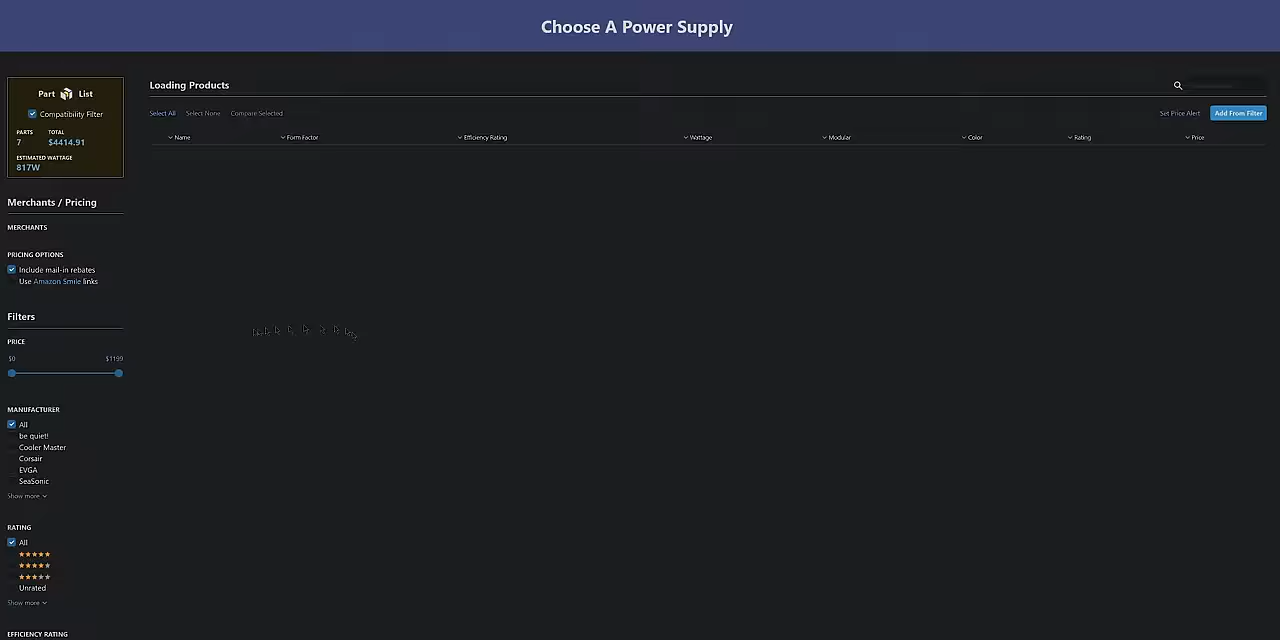 Choose A Power Supply
Part List
Compatibility Filter
PARTS TOTAL
7 $4414.91
ESTIMATED WATTAGE
817W
Merchants / Pricing
MERCHANTS
PRICING OPTIONS
Include mail-in rebates
Use Amazon Smile links
Filters
PRICE
$0 $1199
MANUFACTURER
All
be quiet!
Cooler Master
Corsair
EVGA
SeaSonic
Show more
RATING
All
Unrated
Show more
EFFICIENCY RATING
Loading Products
Select All Select None Compare Selected
Set Price Alert Add From Filter
Name Form Factor Efficiency Rating Wattage Modular Color Rating Price